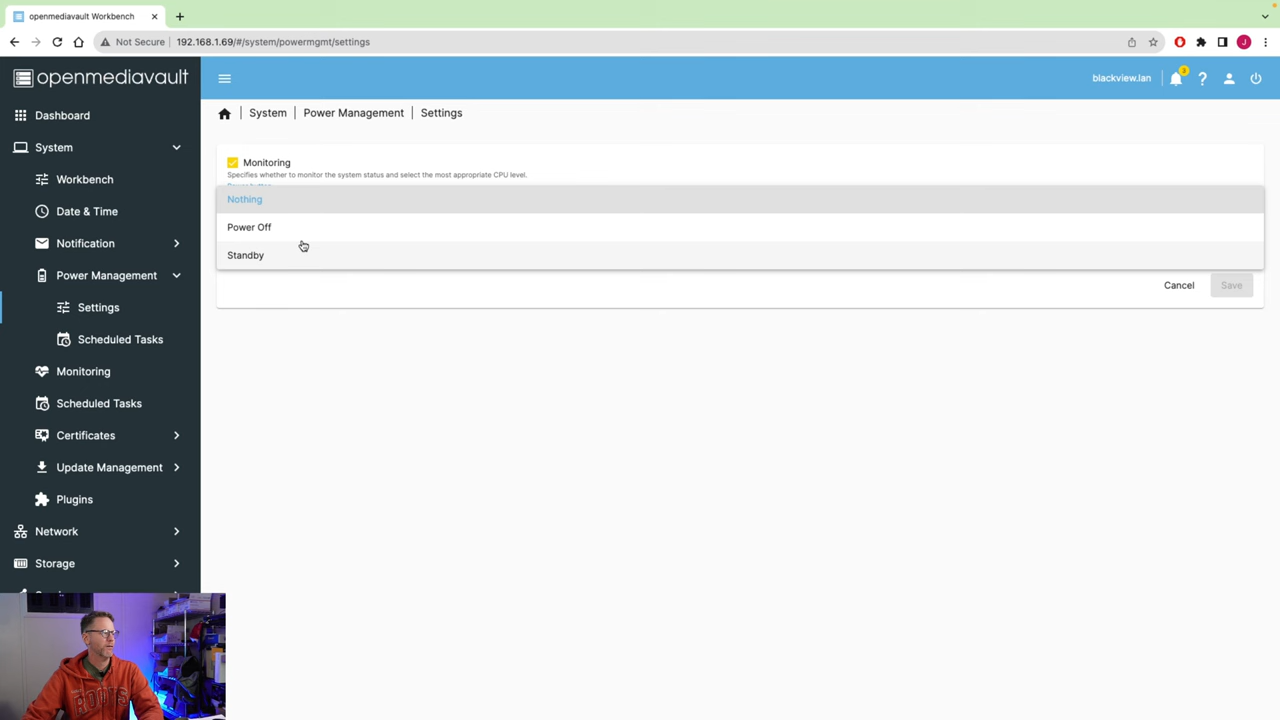 openmediavault Workbench
Not Secure 192.168.1.69/#/system/powermgmt/settings
openmediavault
blackview.lan
3
Dashboard
System
Workbench
Date & Time
Notification
Power Management
Settings
Scheduled Tasks
Monitoring
Scheduled Tasks
Certificates
Update Management
Plugins
Network
Storage
System | Power Management | Settings
Monitoring
Specifies whether to monitor the system status and select the most appropriate CPU level.
Nothing
Power Off
Standby
Cancel
Save
J
ROOTS